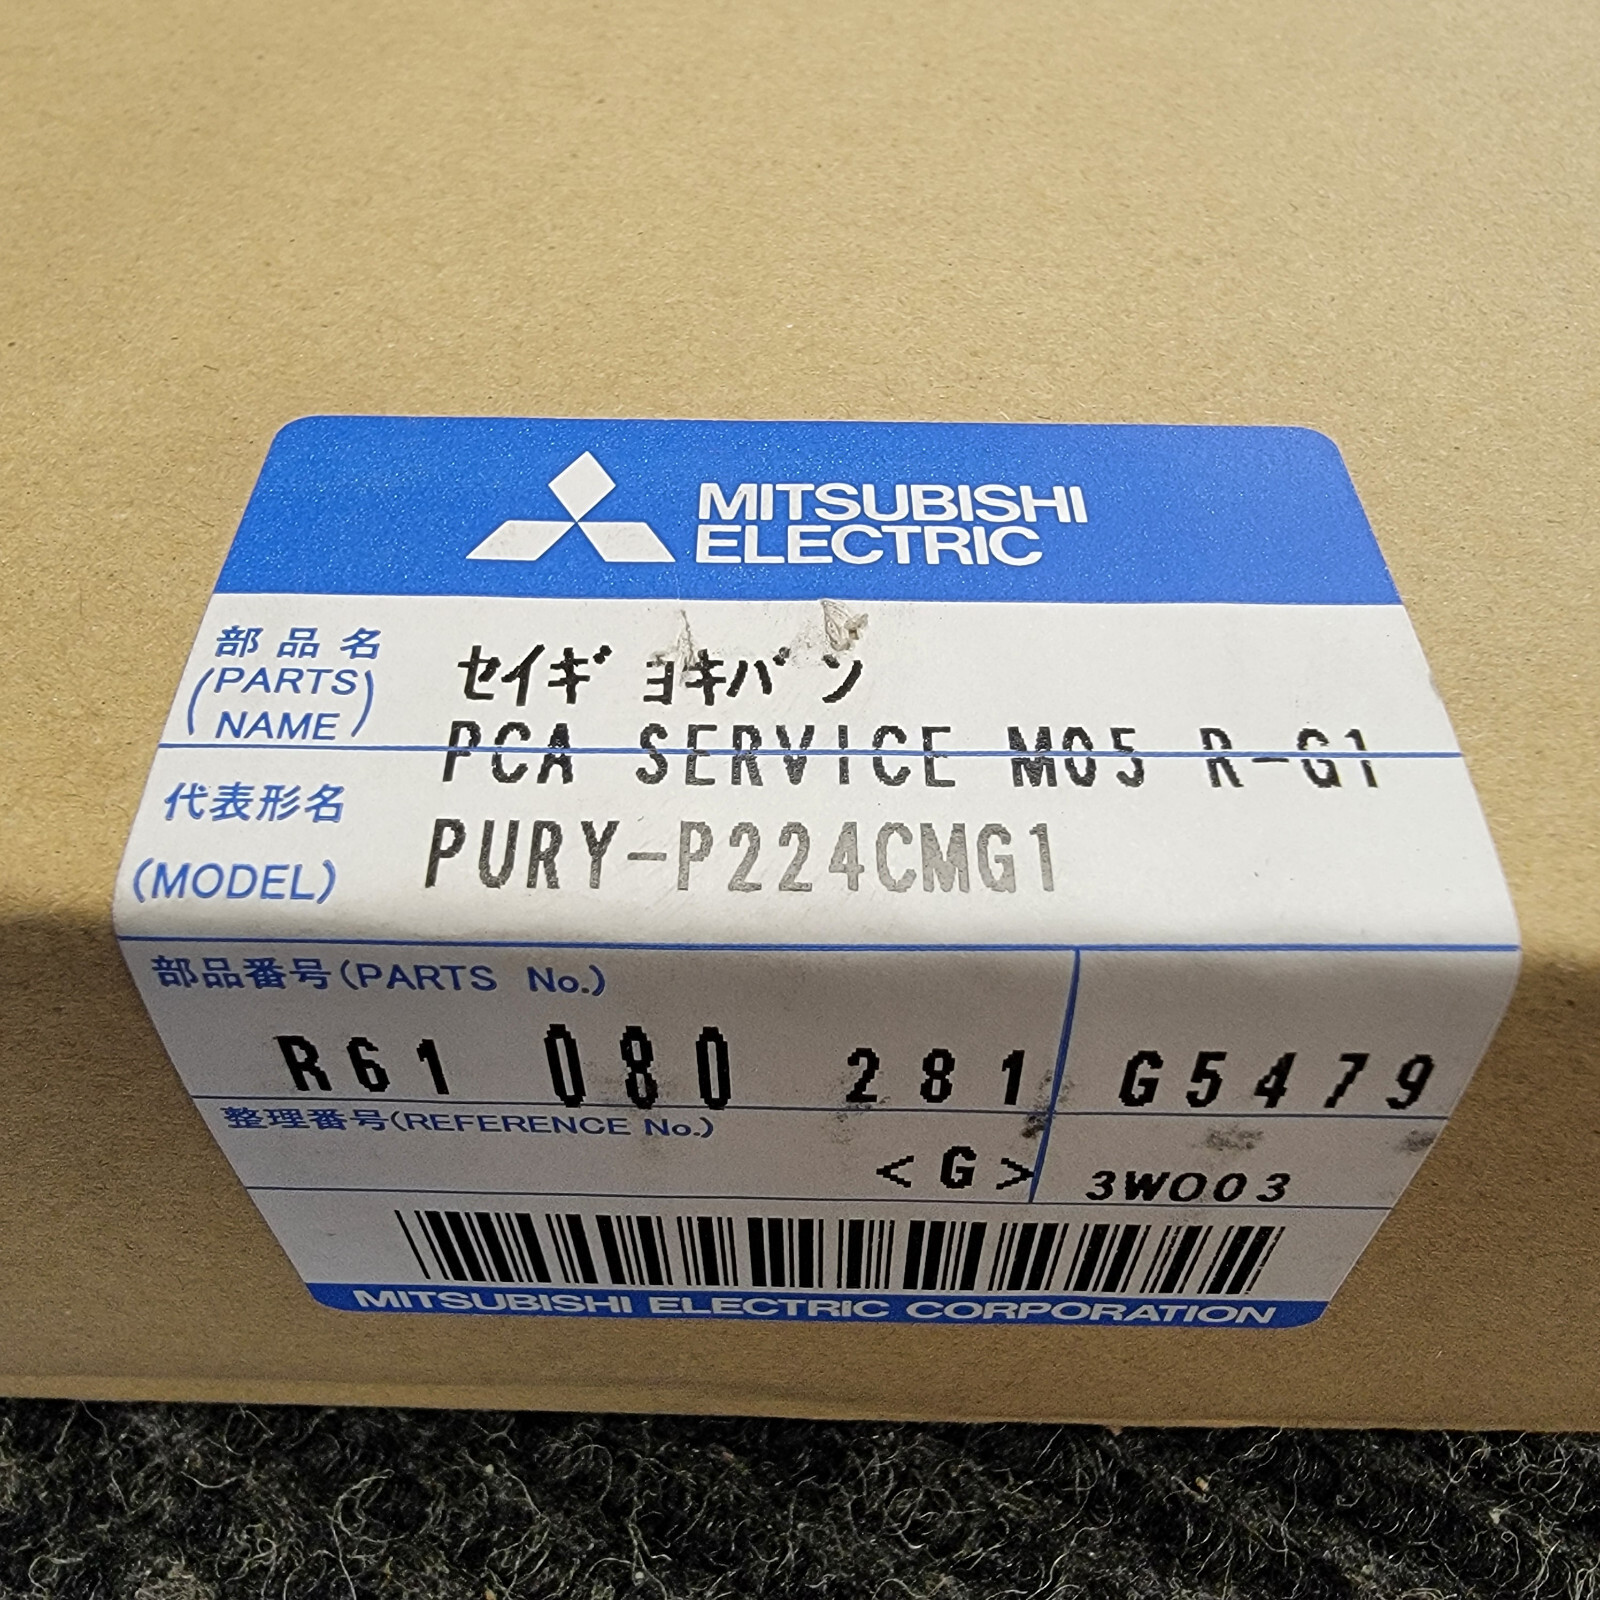 MITSUBISHI
ELECTRIC
部品名
(PARTS NAME)
セイギ ョキバ ン
PCA SERVICE M05 R-G1
代表形名
(MODEL)
PURY-P224CMG1
部品番号(PARTS No.)
R61 080 281 G5479
整理番号(REFERENCE No.)
<G> 3W003
MITSUBISHI ELECTRIC CORPORATION